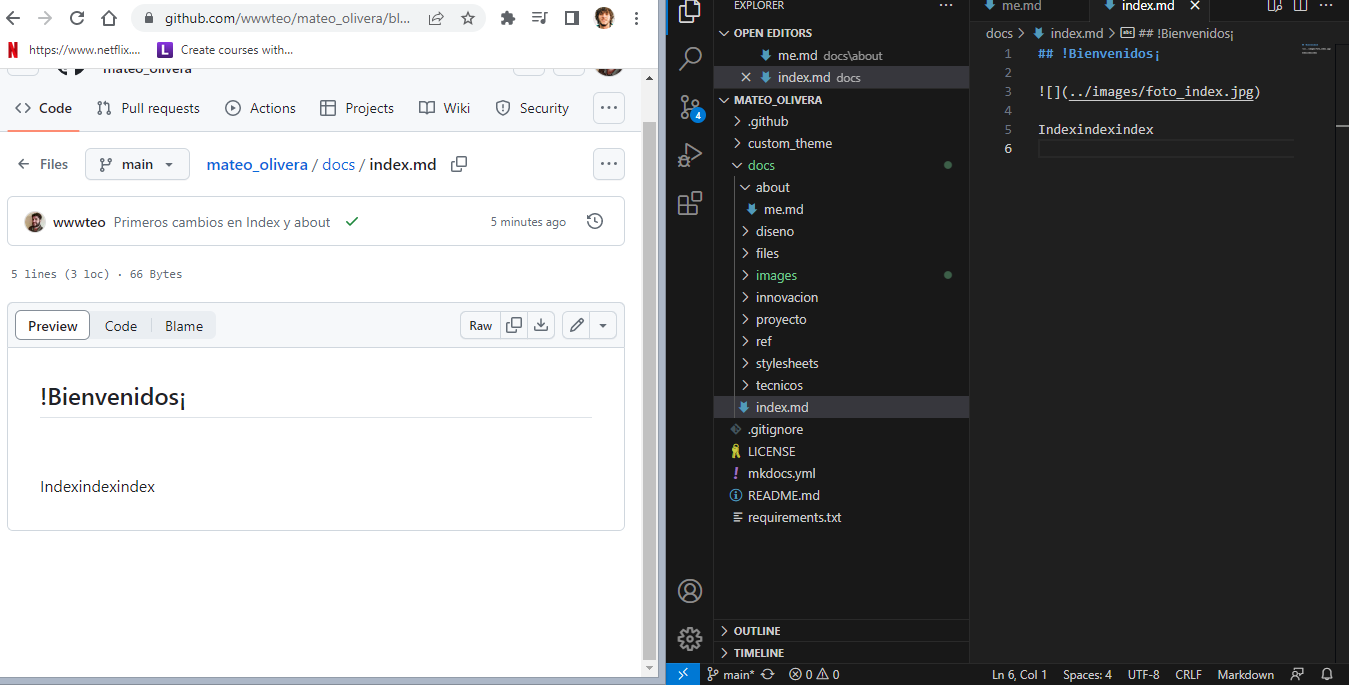 github.com/wwwteo/mateo_olivera/bl...
https://www.netflix....
Create courses with...
mateo_olivera
Code
Pull requests
Actions
Projects
Wiki
Security
Files
main
mateo_olivera / docs / index.md
wwwteo Primeros cambios en Index y about
5 minutes ago
5 lines (3 loc) · 66 Bytes
Preview
Code
Blame
Raw
!Bienvenidos¡
Indexindexindex
EXPLORER
OPEN EDITORS
me.md docs\about
index.md docs
4
MATEO_OLIVERA
.github
custom_theme
docs
about
me.md
diseno
files
images
innovacion
proyecto
ref
stylesheets
tecnicos
index.md
.gitignore
LICENSE
mkdocs.yml
README.md
requirements.txt
OUTLINE
TIMELINE
me.md
index.md
docs > index.md > ## !Bienvenidos¡
1 ## !Bienvenidos¡
2
3 ![](../images/foto_index.jpg)
4
5 Indexindexindex
6
main*
0
0
Ln 6, Col 1
Spaces: 4
UTF-8
CRLF
Markdown